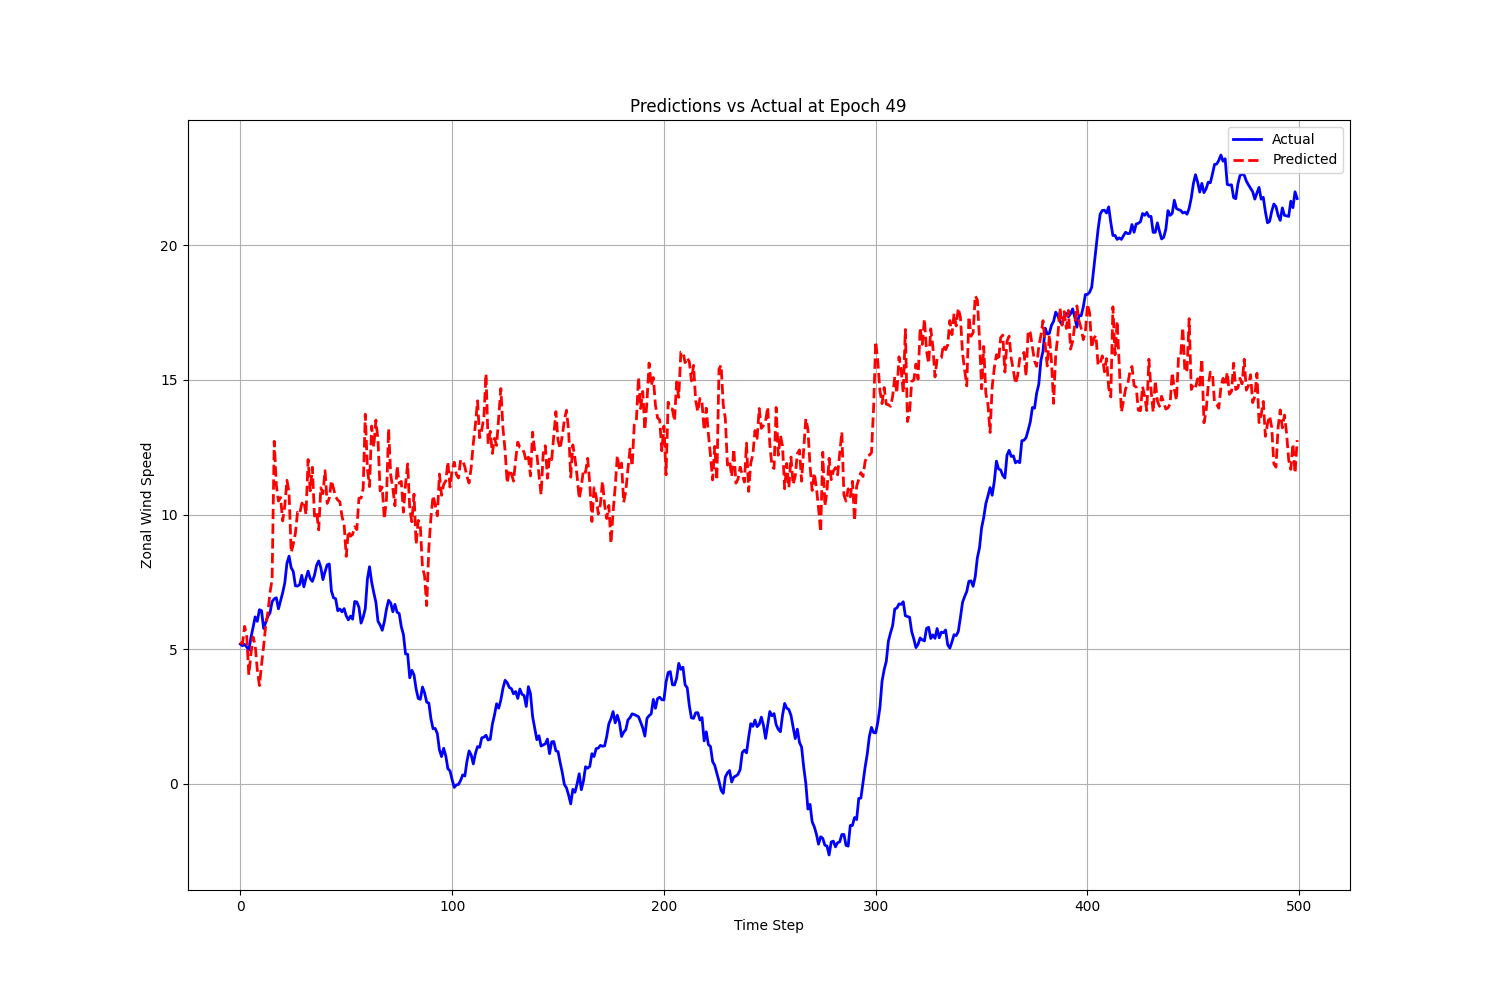 Predictions vs Actual at Epoch 49
Actual
Predicted
Zonal Wind Speed
20
15
10
5
0
0 100 200 300 400 500
Time Step